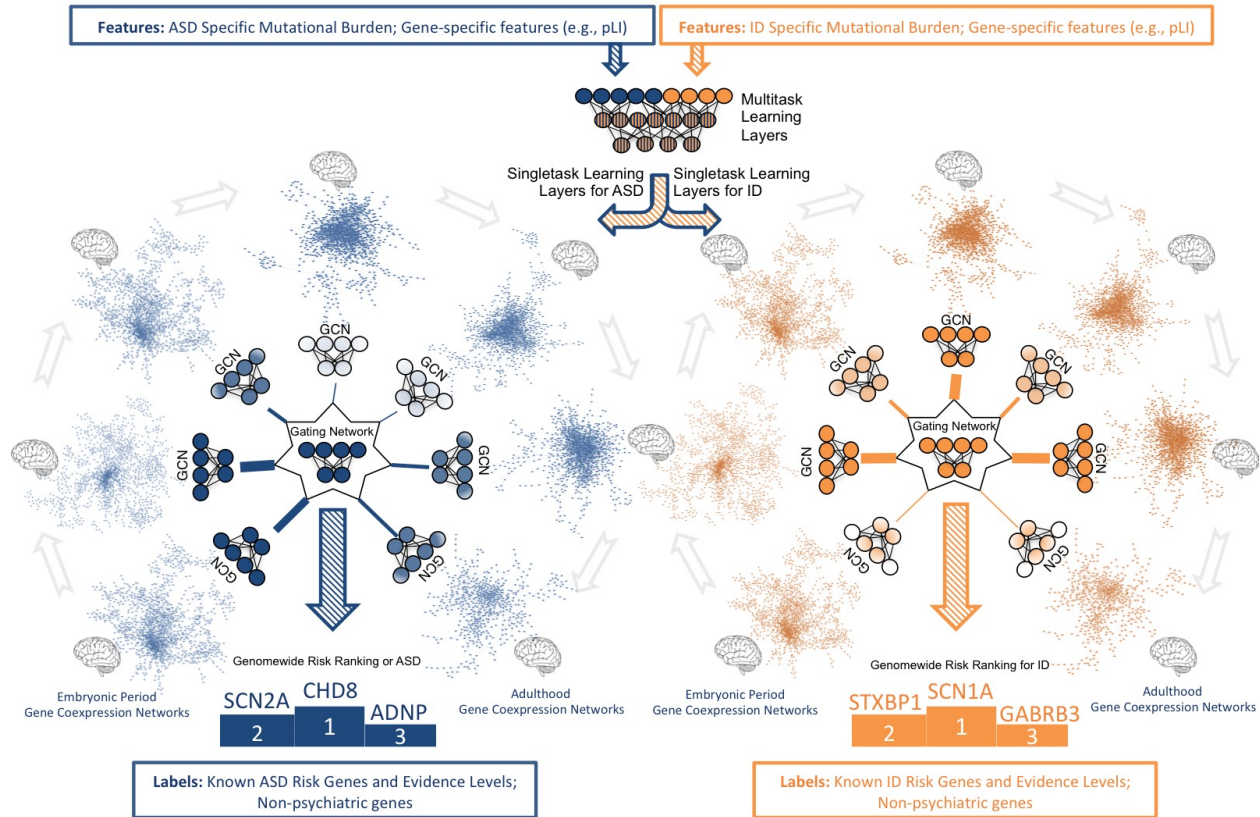 Features: ASD Specific Mutational Burden; Gene-specific features (e.g., pLI)
Features: ID Specific Mutational Burden; Gene-specific features (e.g., pLI)
Multitask
Learning
Layers
Singletask Learning
Layers for ASD
Singletask Learning
Layers for ID
GCN
GCN
GCN
GCN
GCN
GCN
GCN
Gating Network
GCN
GCN
GCN
GCN
GCN
GCN
GCN
Gating Network
Genomewide Risk Ranking or ASD
Genomewide Risk Ranking for ID
Embryonic Period
Gene Coexpression Networks
SCN2A
CHD8
ADNP
2
1
3
Adulthood
Gene Coexpression Networks
Embryonic Period
Gene Coexpression Networks
STXBP1
SCN1A
GABRB3
2
1
3
Adulthood
Gene Coexpression Networks
Labels: Known ASD Risk Genes and Evidence Levels;
Non-psychiatric genes
Labels: Known ID Risk Genes and Evidence Levels;
Non-psychiatric genes